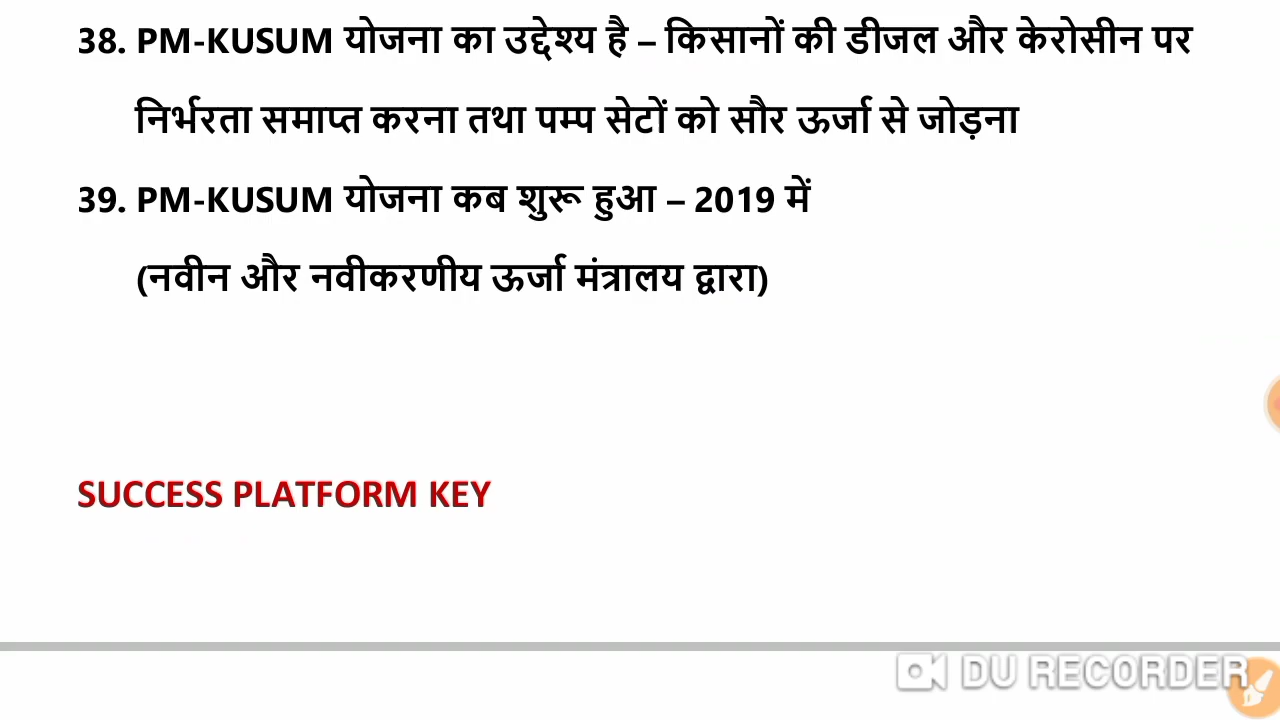 38. PM-KUSUM योजना का उद्देश्य है – किसानों की डीजल और केरोसीन पर
निर्भरता समाप्त करना तथा पम्प सेटों को सौर ऊर्जा से जोड़ना
39. PM-KUSUM योजना कब शुरू हुआ – 2019 में
(नवीन और नवीकरणीय ऊर्जा मंत्रालय द्वारा)
SUCCESS PLATFORM KEY
DU RECORDER